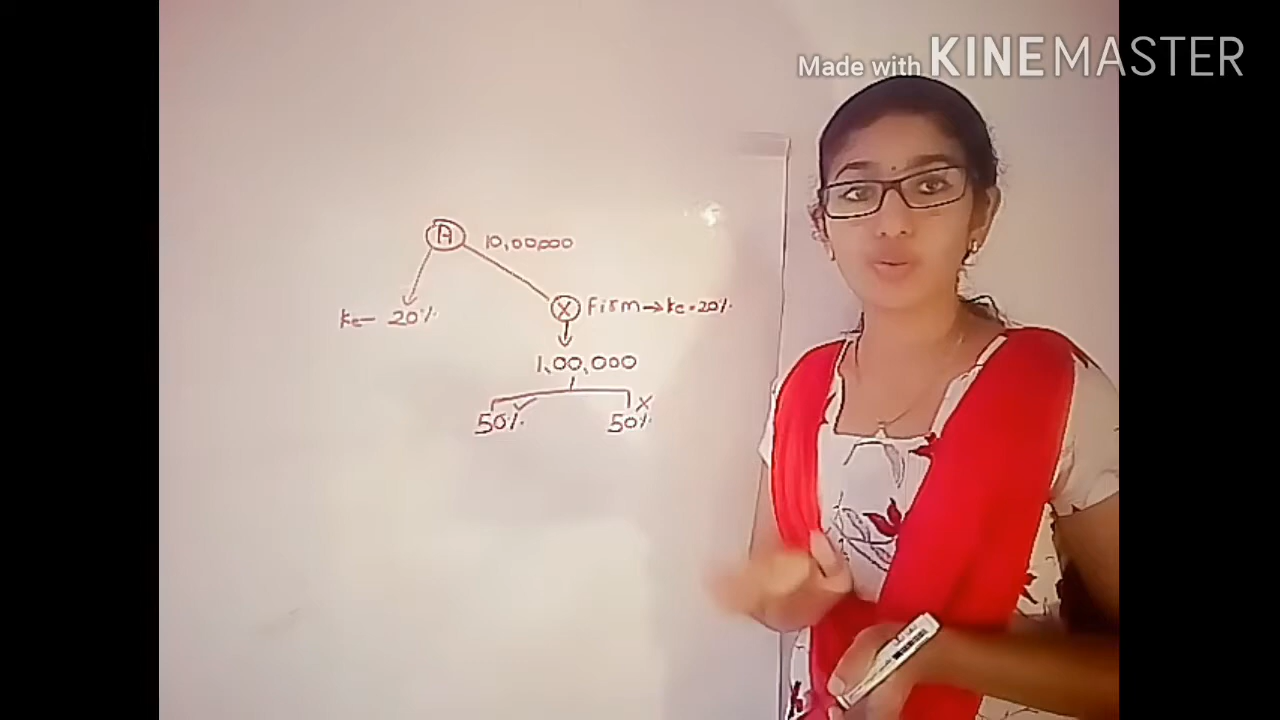 Made with KINEMASTER
A 10,00,000
Ke- 20%
X Firm → Ke - 20%
1,00,000
50% ✓ 50% X